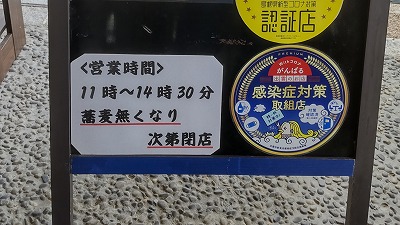 <営業時間>
11時～14時30分
蕎麦無くなり
次第閉店
認証店
PREMIUM
がんばる
感染症対策
取組店